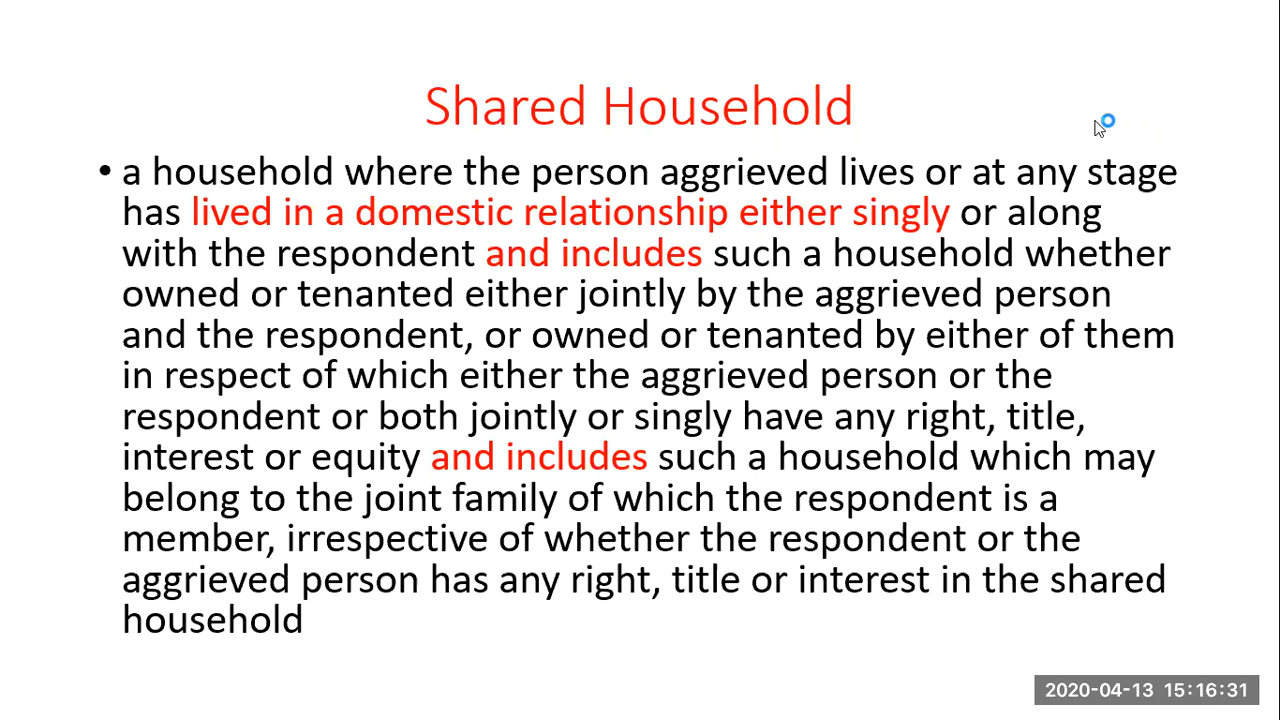 Shared Household
• a household where the person aggrieved lives or at any stage
has lived in a domestic relationship either singly or along
with the respondent and includes such a household whether
owned or tenanted either jointly by the aggrieved person
and the respondent, or owned or tenanted by either of them
in respect of which either the aggrieved person or the
respondent or both jointly or singly have any right, title,
interest or equity and includes such a household which may
belong to the joint family of which the respondent is a
member, irrespective of whether the respondent or the
aggrieved person has any right, title or interest in the shared
household
2020-04-13 15:16:31